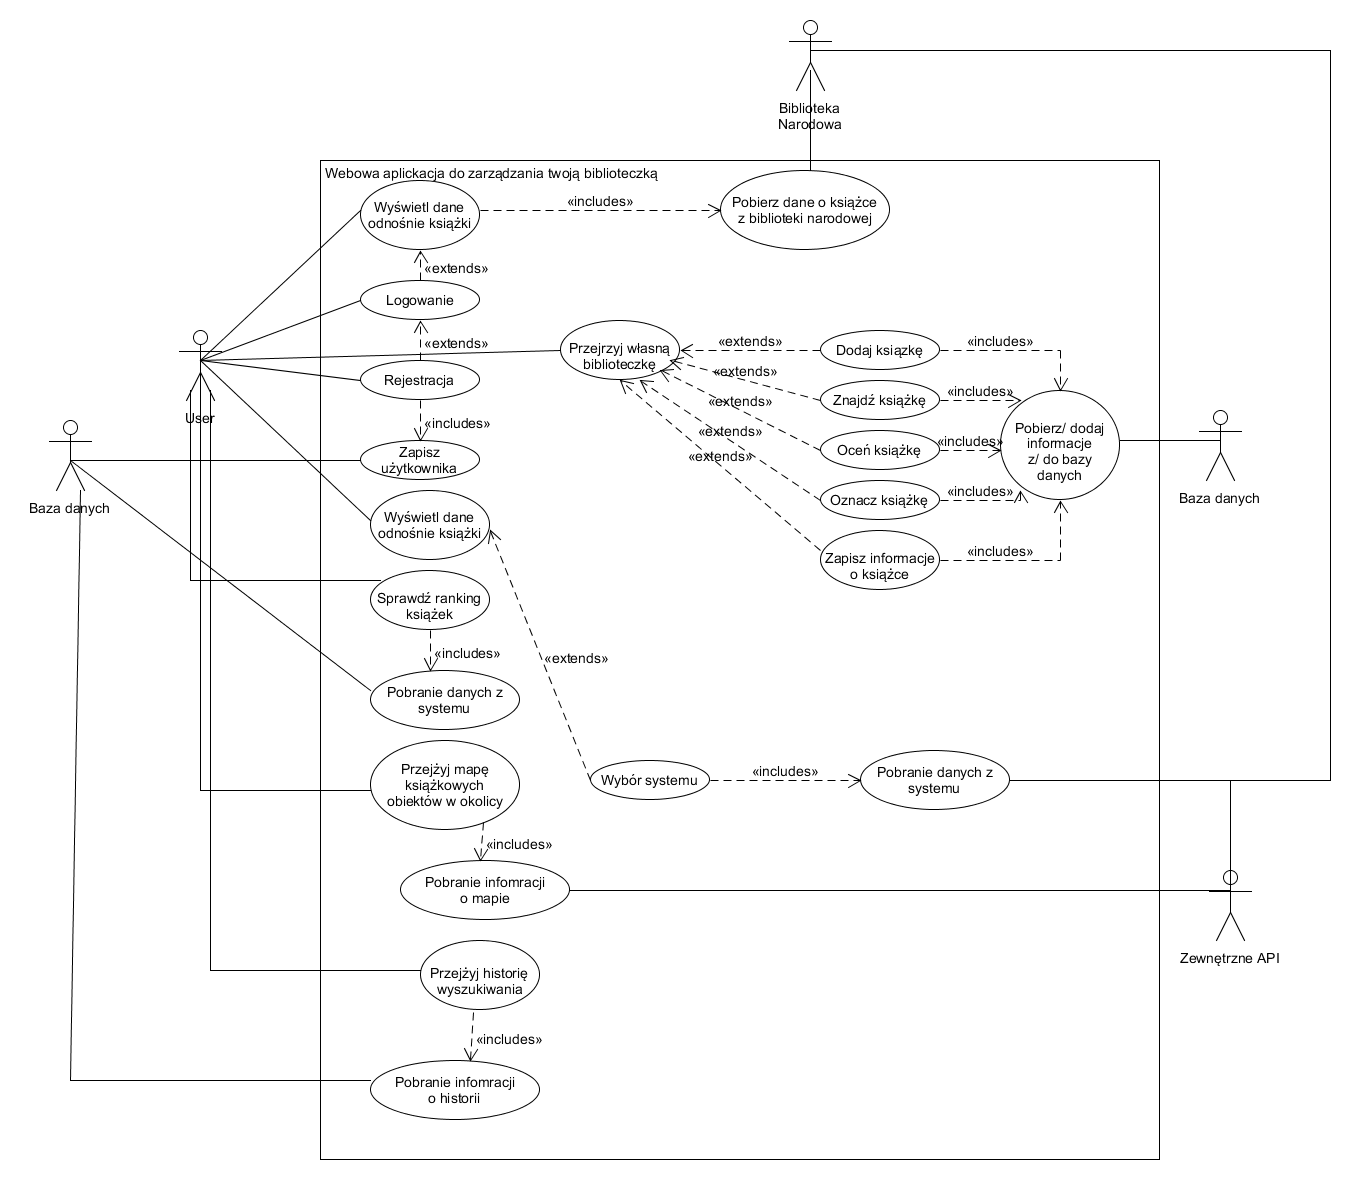 Biblioteka
Narodowa
Webowa aplickacja do zarządzania twoją biblioteczką
Wyświetl dane
odnośnie książki
«includes»
Pobierz dane o książce
z biblioteki narodowej
«extends»
Logowanie
«extends»
Rejestracja
«includes»
Zapisz
użytkownika
User
Baza danych
Przejrzyj własną
biblioteczkę
«extends»
Dodaj ksiązkę
«includes»
«extends»
Znajdź książkę
«includes»
«extends»
Oceń książkę
«includes»
«extends»
Oznacz książkę
«includes»
«extends»
Zapisz informacje
o książce
«includes»
Pobierz/ dodaj
informacje
z/ do bazy
danych
Baza danych
Wyświetl dane
odnośnie książki
Sprawdź ranking
książek
«includes»
«extends»
Pobranie danych z
systemu
Przejżyj mapę
książkowych
obiektów w okolicy
Wybór systemu
«includes»
Pobranie danych z
systemu
«includes»
Pobranie infomracji
o mapie
Zewnętrzne API
Przejżyj historię
wyszukiwania
«includes»
Pobranie infomracji
o historii